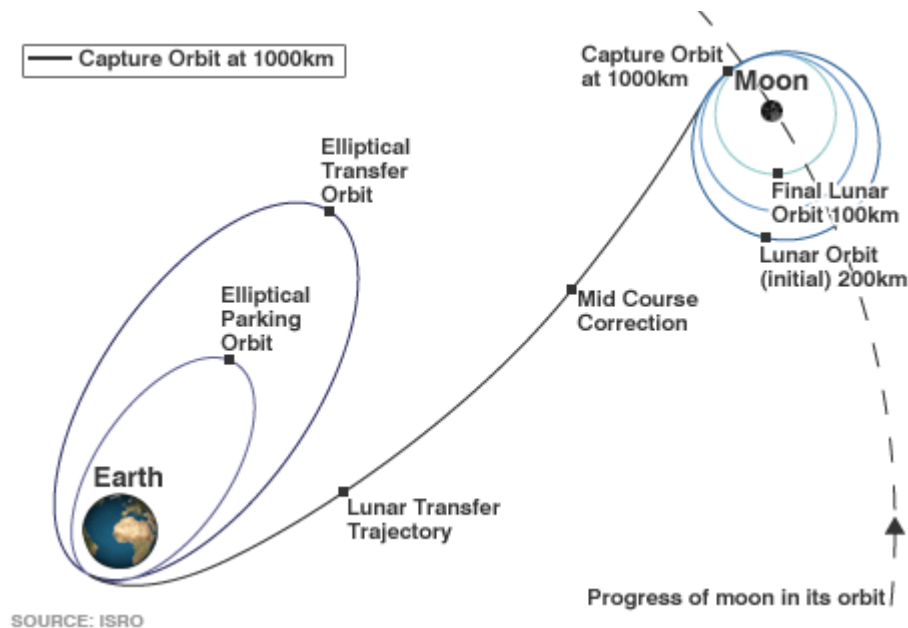 Capture Orbit at 1000km
Capture Orbit
at 1000km
Moon
Elliptical
Transfer
Orbit
Final Lunar
Orbit 100km
Lunar Orbit
(initial) 200km
Elliptical
Parking
Orbit
Mid Course
Correction
Earth
Lunar Transfer
Trajectory
Progress of moon in its orbit
SOURCE: ISRO